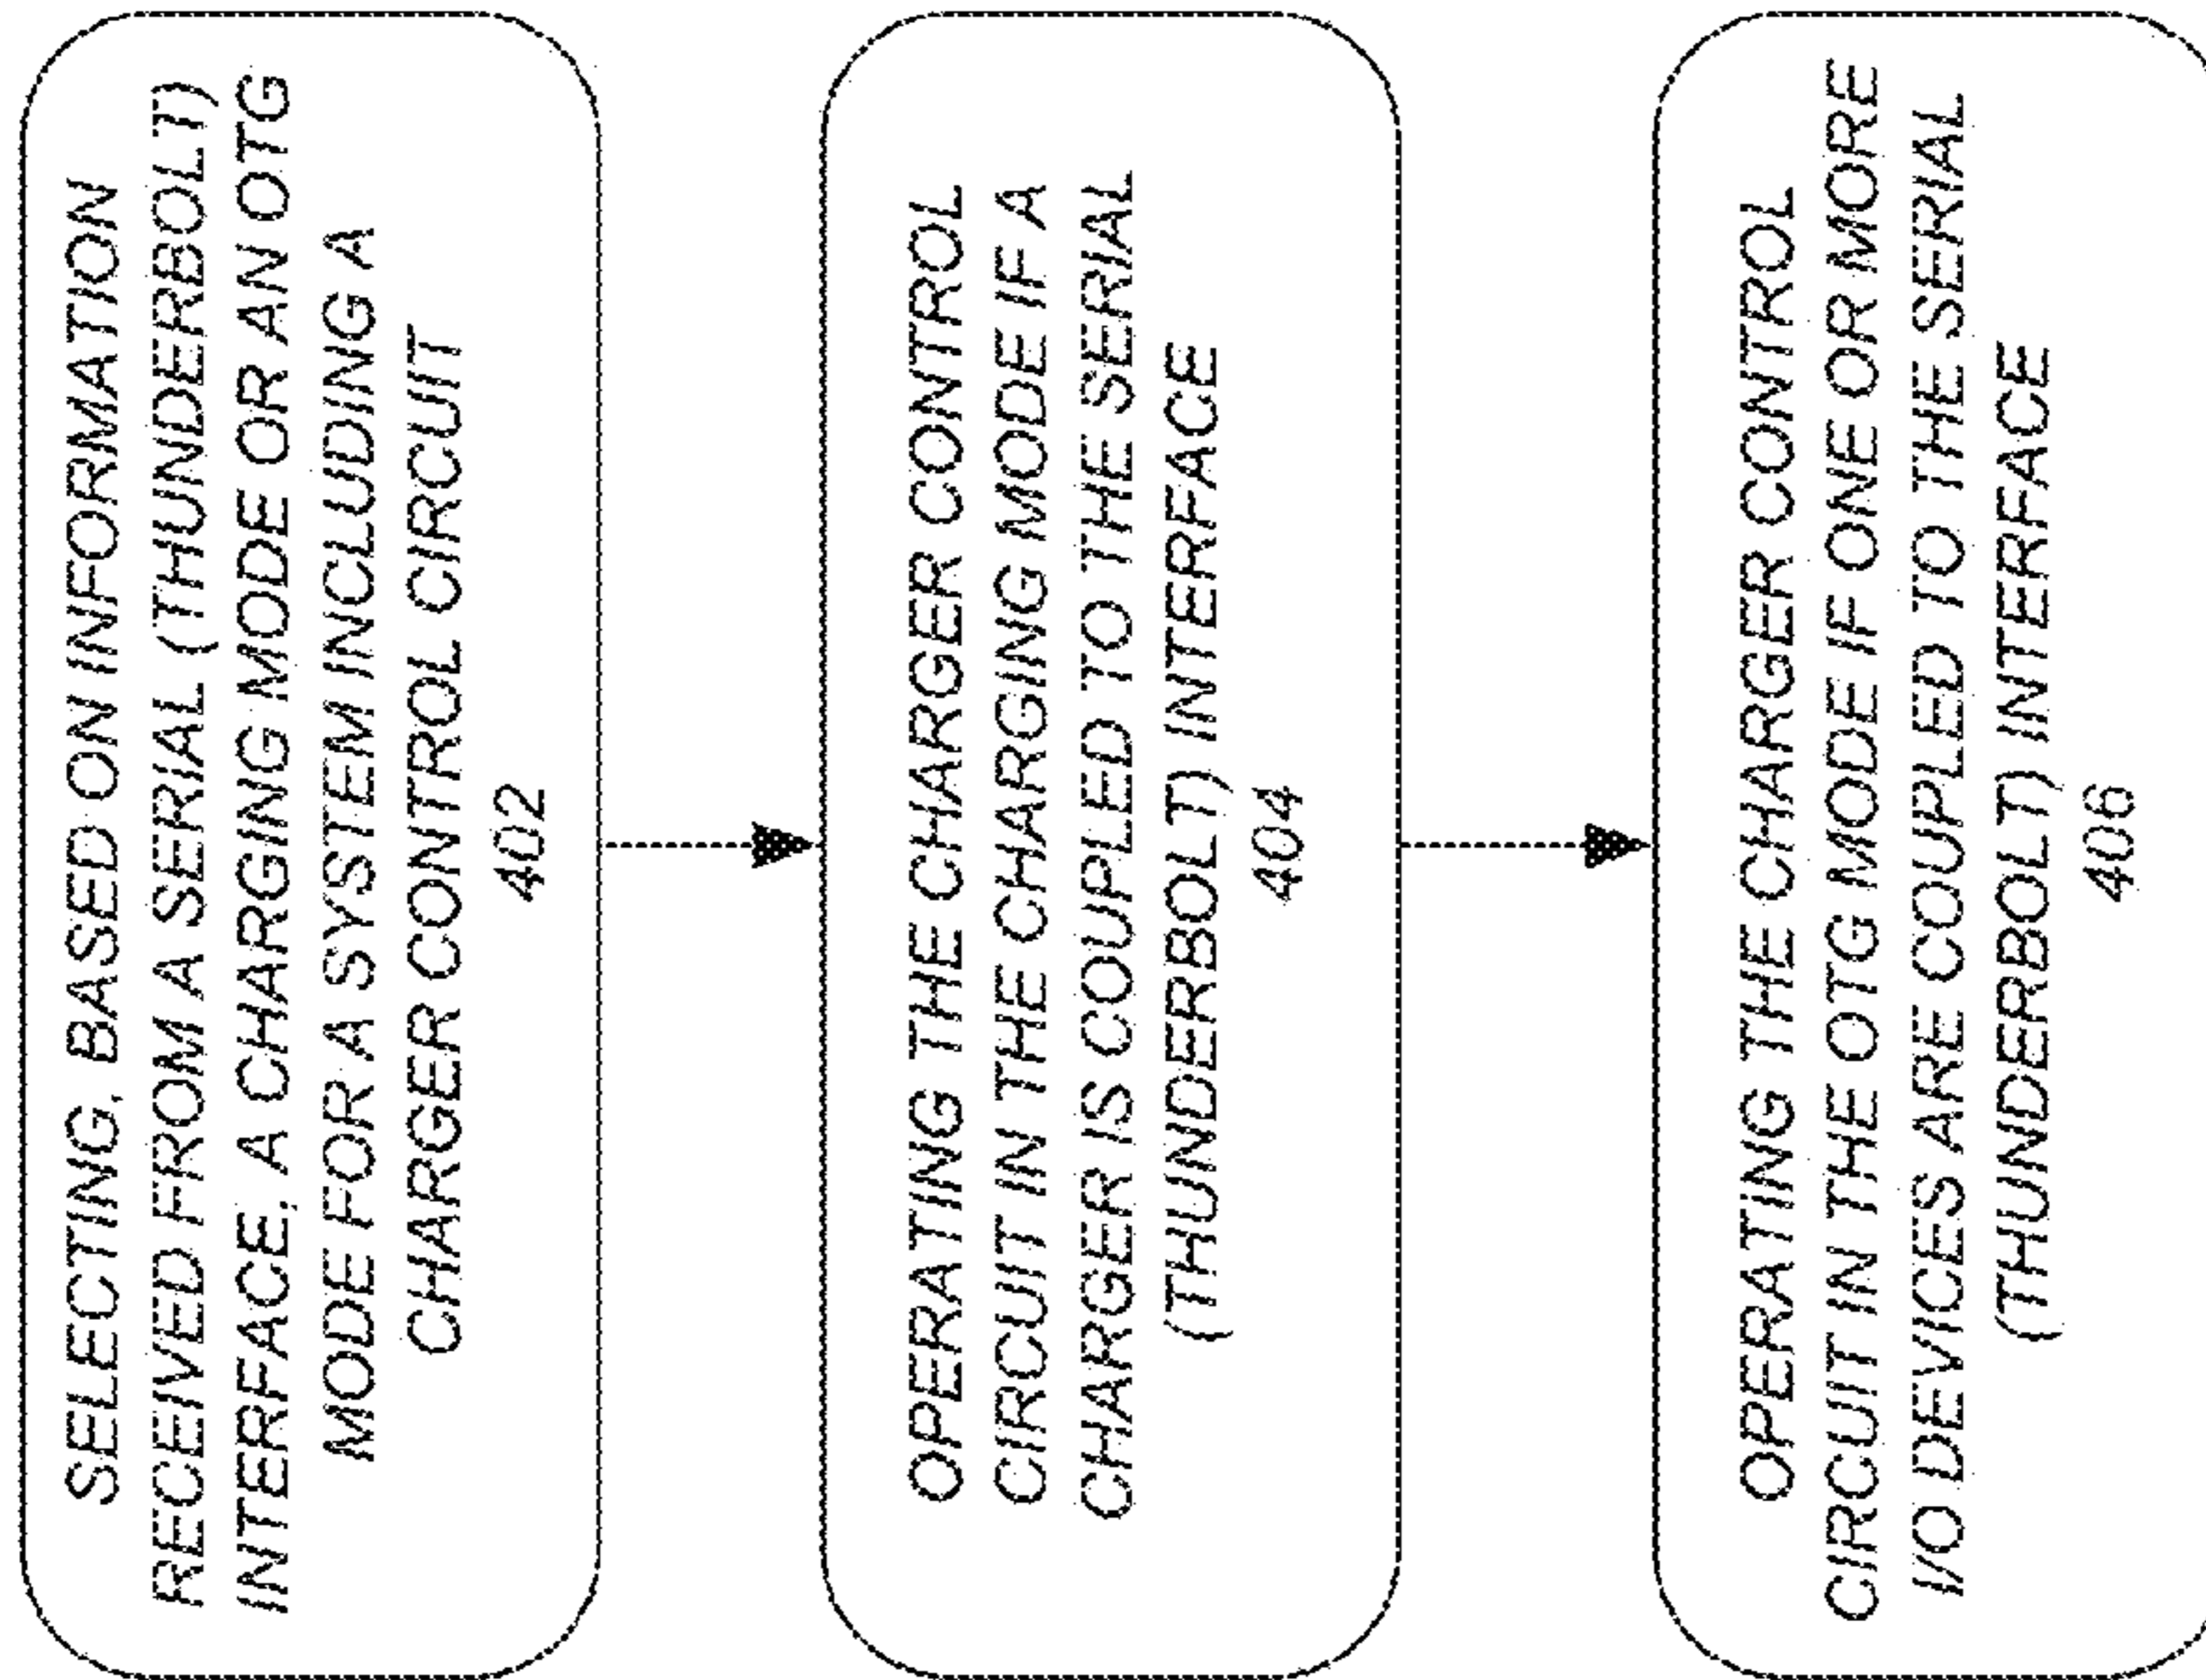 SELECTING, BASED ON INFORMATION
RECEIVED FROM A SERIAL (THUNDERBOLT)
INTERFACE, A CHARGING MODE OR AN OTG
MODE FOR A SYSTEM INCLUDING A
CHARGER CONTROL CIRCUIT
402
OPERATING THE CHARGER CONTROL
CIRCUIT IN THE CHARGING MODE IF A
CHARGER IS COUPLED TO THE SERIAL
(THUNDERBOLT) INTERFACE
404
OPERATING THE CHARGER CONTROL
CIRCUIT IN THE OTG MODE IF ONE OR MORE
I/O DEVICES ARE COUPLED TO THE SERIAL
(THUNDERBOLT) INTERFACE
406